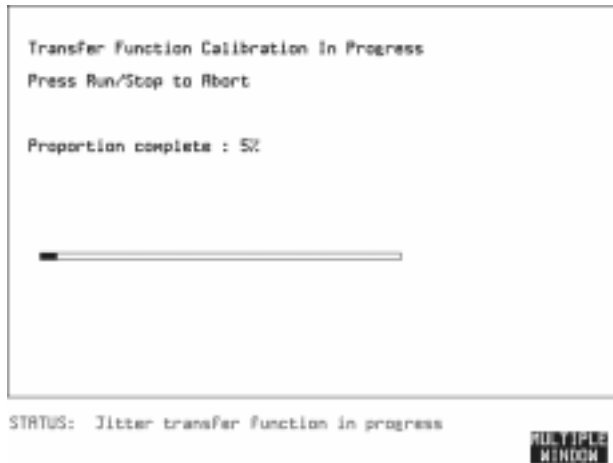 Transfer Function Calibration In Progress
Press Run/Stop to Abort
Proportion complete : 5%
STATUS: Jitter transfer function in progress
MULTIPLE
WINDOW